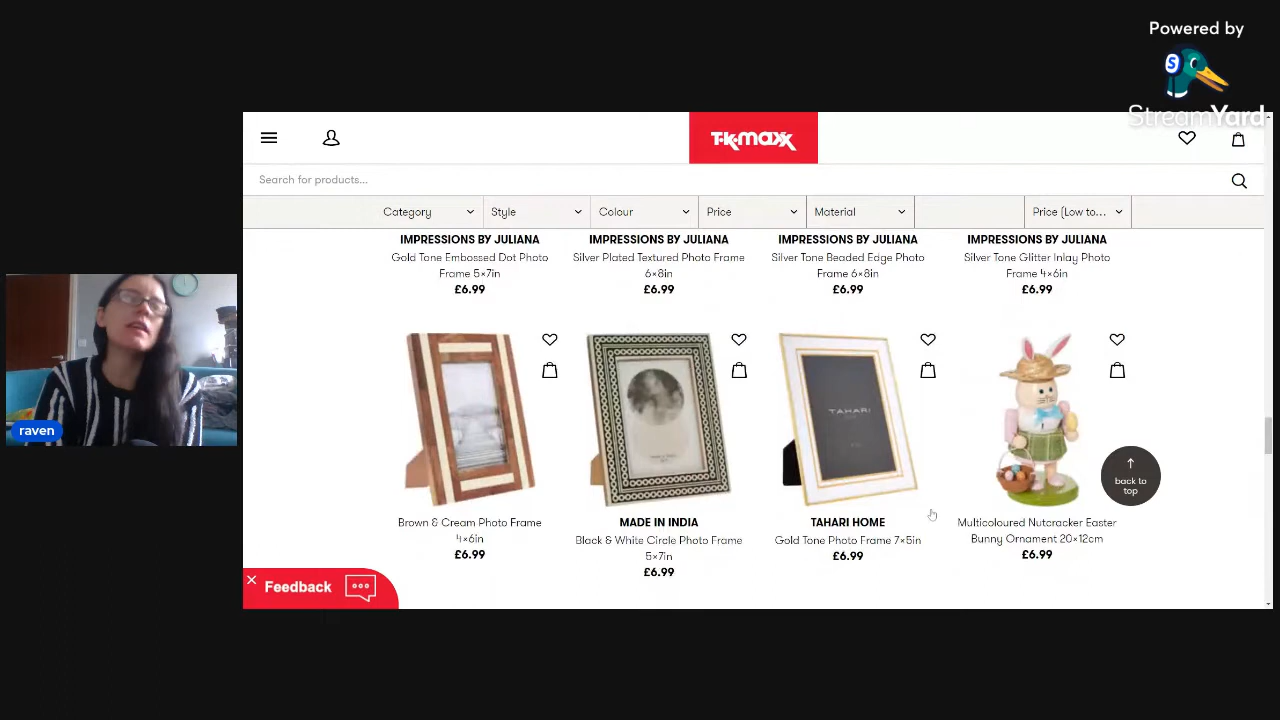 Powered by
S
StreamYard
TK maxx
Search for products...
Category
Style
Colour
Price
Material
Price (Low to...
IMPRESSIONS BY JULIANA
Gold Tone Embossed Dot Photo
Frame 5×7in
£6.99
IMPRESSIONS BY JULIANA
Silver Plated Textured Photo Frame
6×8in
£6.99
IMPRESSIONS BY JULIANA
Silver Tone Beaded Edge Photo
Frame 6×8in
£6.99
IMPRESSIONS BY JULIANA
Silver Tone Glitter Inlay Photo
Frame 4×6in
£6.99
raven
TAHARI
back to
top
Brown & Cream Photo Frame
4×6in
£6.99
MADE IN INDIA
Black & White Circle Photo Frame
5×7in
£6.99
TAHARI HOME
Gold Tone Photo Frame 7×5in
£6.99
Multicoloured Nutcracker Easter
Bunny Ornament 20×12cm
£6.99
Feedback